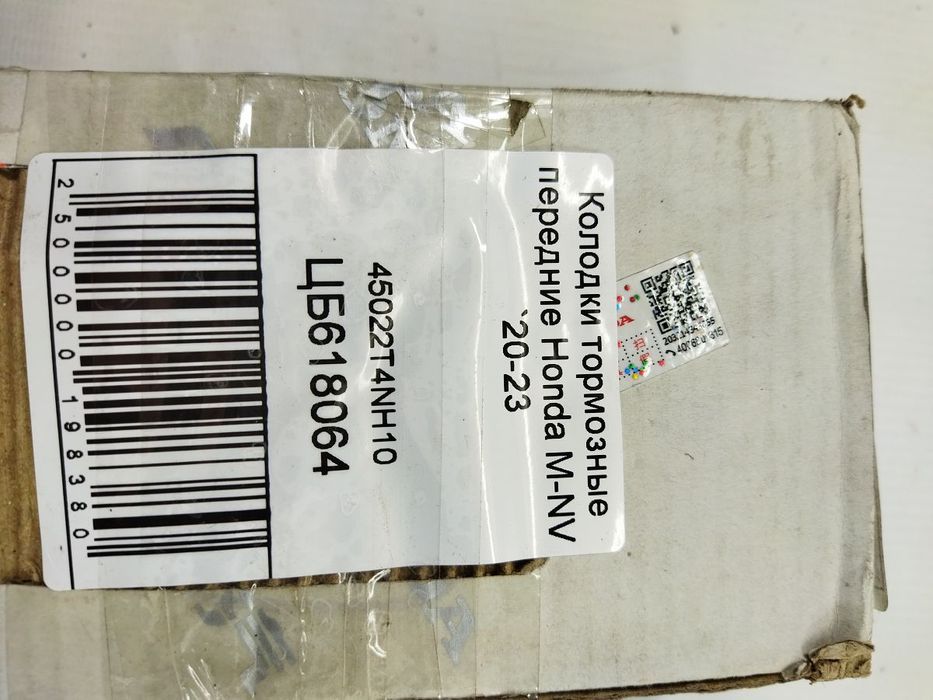 Колодки тормозные
передние Honda M-NV
`20-23
45022T4NH10
ЦБ618064
2500000198380